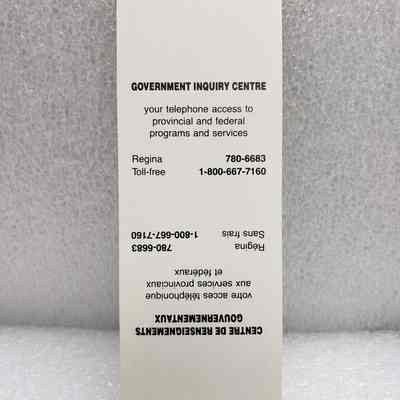 GOVERNMENT INQUIRY CENTRE
your telephone access to
provincial and federal
programs and services
Regina 780-6683
Toll-free 1-800-667-7160
CENTRE DE RENSEIGNEMENTS
GOUVERNEMENTAUX
votre acces téléphonique
aux services provinciaux
et fédéraux
Régina 780-6683
Sans frais 1-800-667-7160